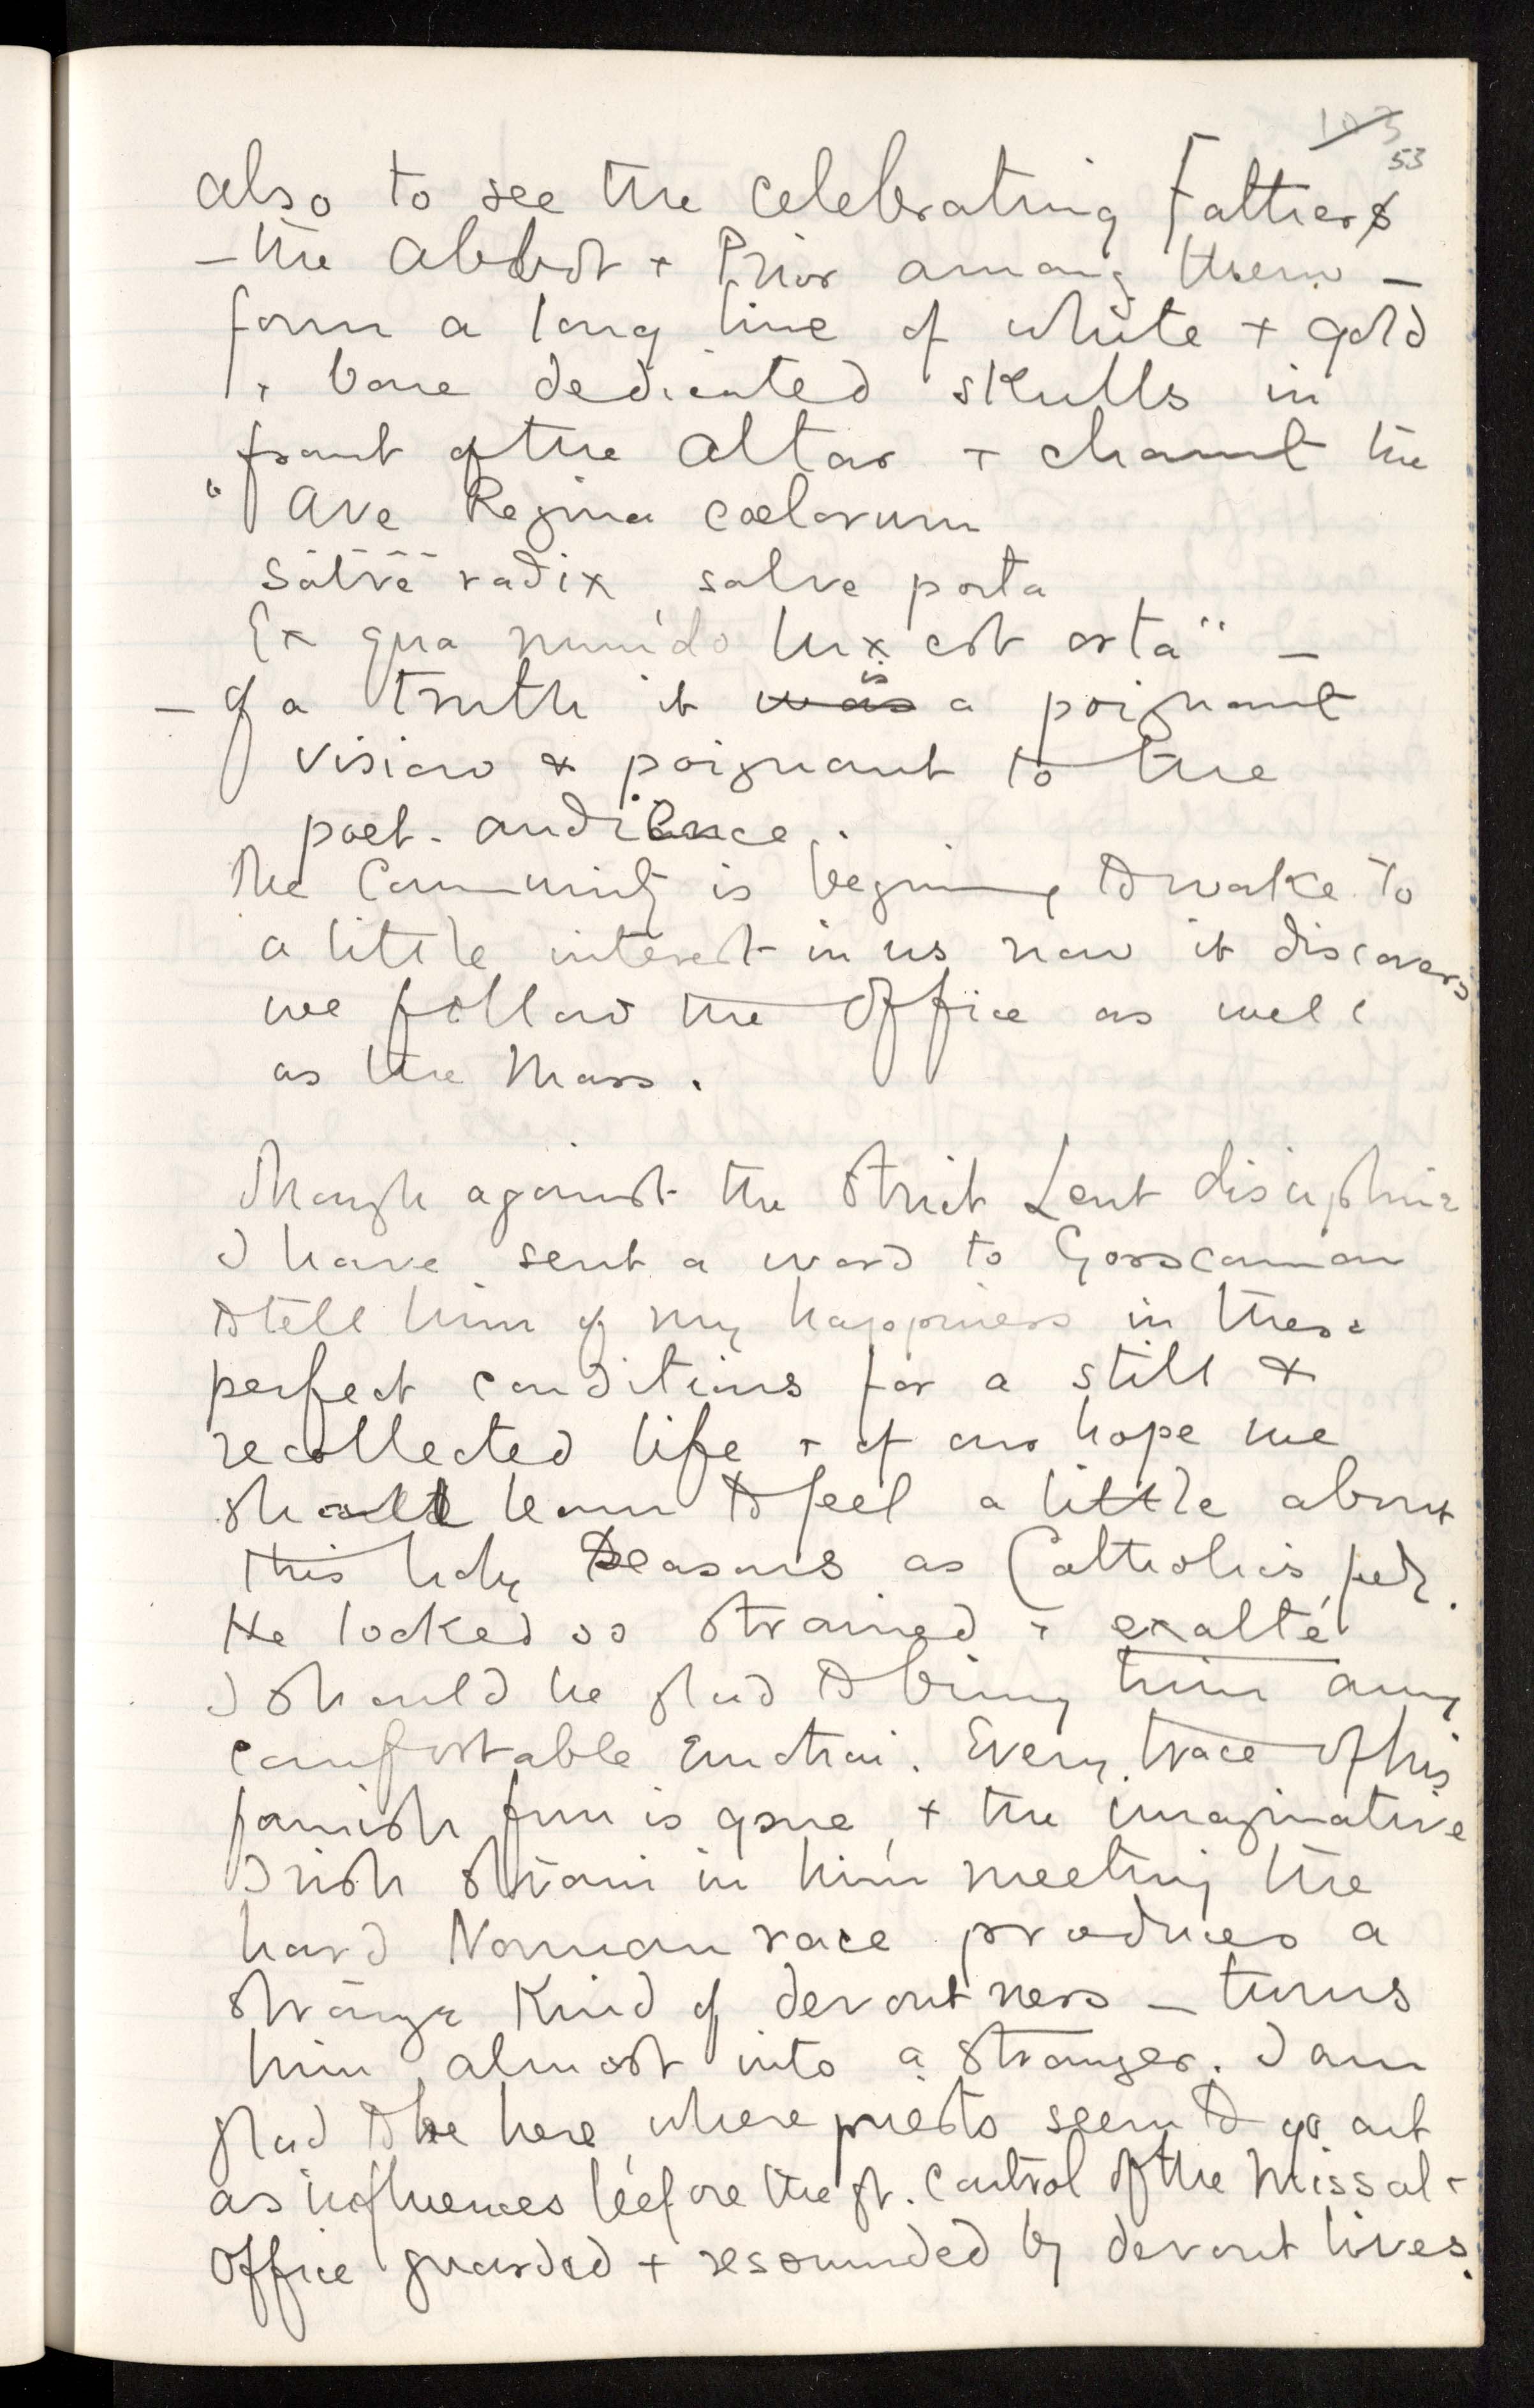 103
53
also to see the celebrating Fathers
— the Abbot + Prior among them —
form a long line of white + gold
+ bare dedicated skulls in
front of the Altar + chaunt the
"Ave Regina cœlorum
Salve radix salve porta
Ex qua mundo lux est orta" —
— of a truth it was is a poignant
vision & poignant to the
poet-audience.
The Community is beginning to wake to
a little interest in us now it discovers
we follow the Office as well
as the Mass.
Though against the strict Lent discipline
I have sent a word to Goscannon
to tell him of my happiness in these
perfect conditions for a still &
recollected life + of our hope we
shall learn to feel a little about
this holy Seasons as Catholics feel.
He looked so strained + exalté
I should be glad to bring him any
comfortable emotion. Every trace of his
famish fun is gone, + the imaginative
Irish strain in him meeting the
hard Norman race produces a
strange Kind of devoutness — turns
him almost into a stranger. I am
glad to be here, where priests seem to go out
as influences before the gt. control of the Missal +
Office guarded + resounded by devout lives.